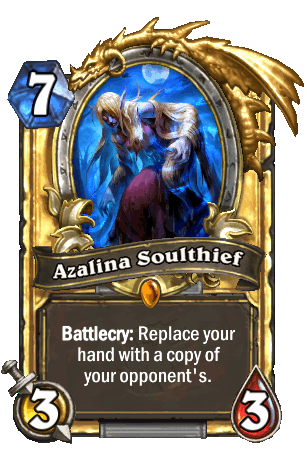 7
Azalina Soulthief
Battlecry: Replace your
hand with a copy of
your opponent's.
3
3